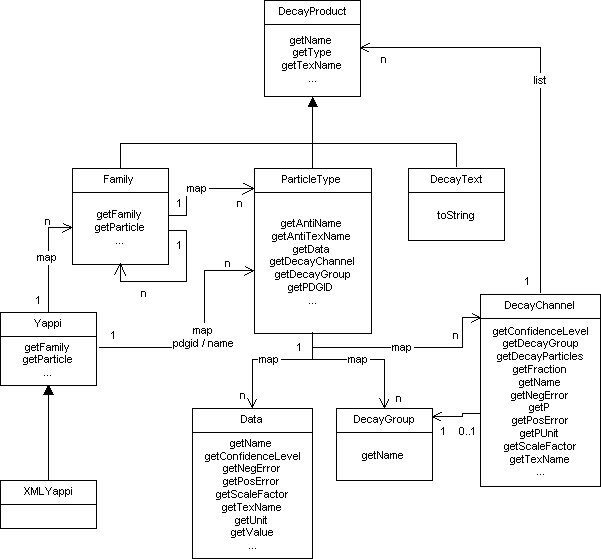 DecayProduct
getName
getType
getTexName
...
n
list
Family
getFamily
getParticle
...
1
map
n
1
n
ParticleType
getAntiName
getAntiTexName
getData
getDecayChannel
getDecayGroup
getPDGID
...
DecayText
toString
n
map
1
n
Yappi
getFamily
getParticle
...
1
map
pdgid / name
1
map
map
map
n
1
DecayChannel
getConfidenceLevel
getDecayGroup
getDecayParticles
getFraction
getName
getNegError
getP
getPosError
getPUnit
getScaleFactor
getTexName
...
n
Data
getName
getConfidenceLevel
getNegError
getPosError
getScaleFactor
getTexName
getUnit
getValue
...
n
DecayGroup
getName
1
0..1
XMLYappi